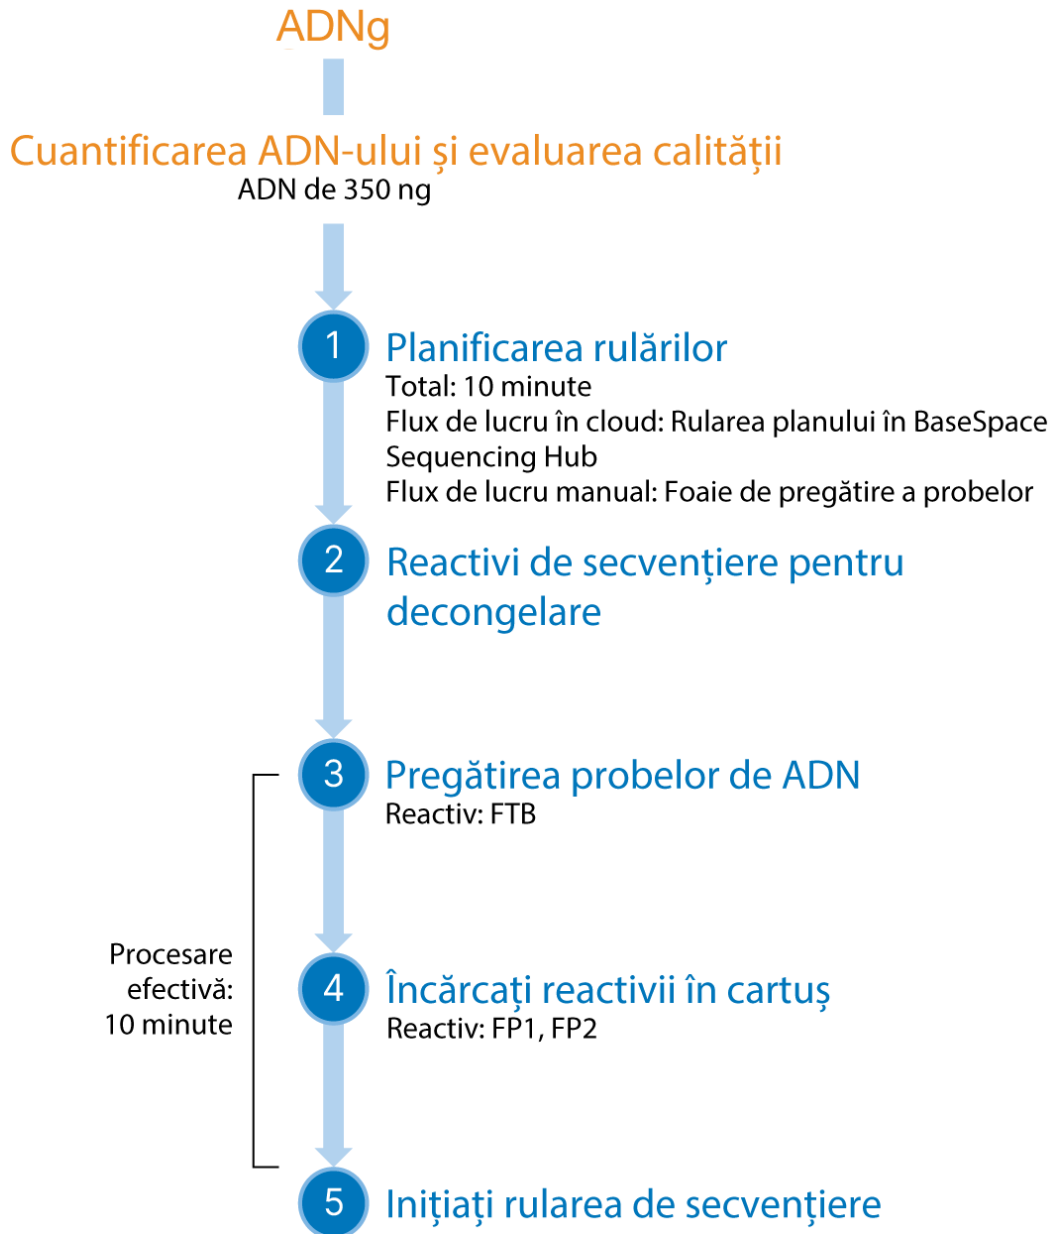 ADNg
Cuantificarea ADN-ului și evaluarea calității
ADN de 350 ng
1
Planificarea rulărilor
Total: 10 minute
Flux de lucru în cloud: Rularea planului în BaseSpace
Sequencing Hub
Flux de lucru manual: Foaie de pregătire a probelor
2
Reactivi de secvențiere pentru
decongelare
3
Pregătirea probelor de ADN
Reactiv: FTB
Procesare
efectivă:
10 minute
4
Încărcați reactivii în cartuș
Reactiv: FP1, FP2
5
Inițiați rularea de secvențiere